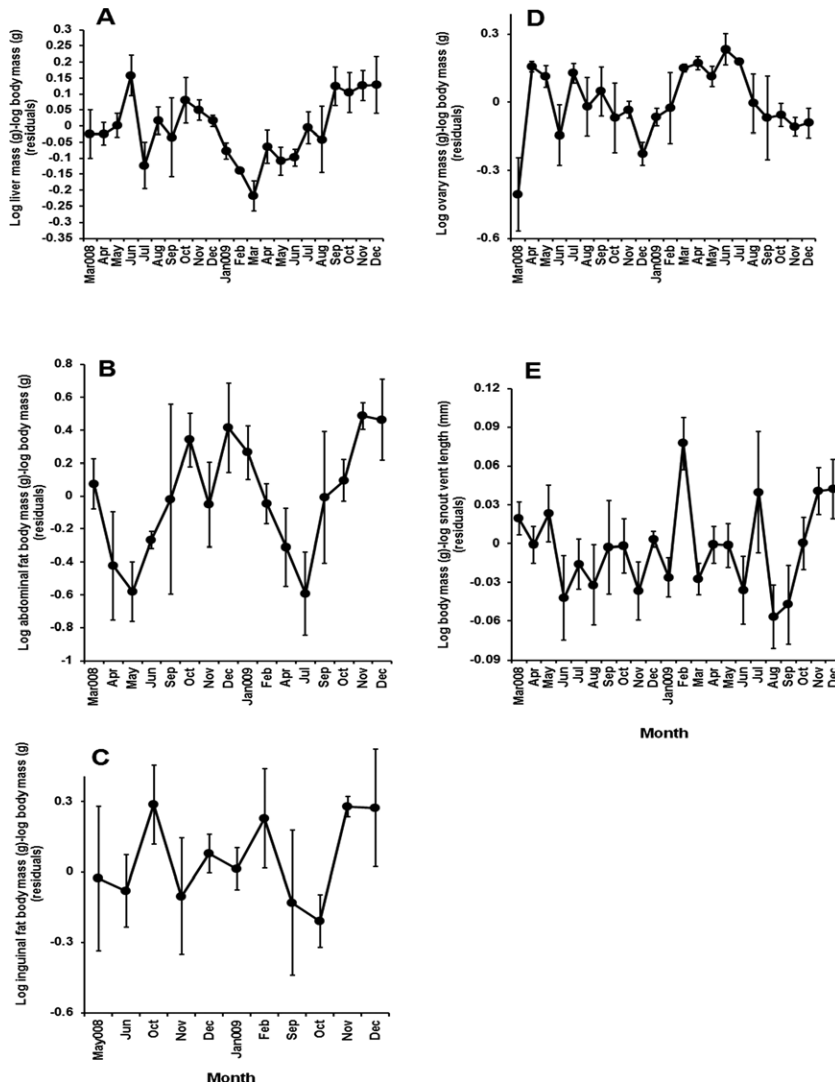 A
Log liver mass (g)-log body mass (g)
(residuals)
0.3
0.25
0.2
0.15
0.1
0.05
0
-0.05
-0.1
-0.15
-0.2
-0.25
-0.3
-0.35
Mar008
Apr
May
Jun
Jul
Aug
Sep
Oct
Nov
Dec
Jan009
Feb
Mar
Apr
May
Jun
Jul
Aug
Sep
Oct
Nov
Dec
B
Log abdominal fat body mass (g)-log body mass (g)
(residuals)
0.8
0.6
0.4
0.2
0
-0.2
-0.4
-0.6
-0.8
-1
Mar008
Apr
May
Jun
Sep
Oct
Nov
Dec
Jan009
Feb
Apr
Jul
Sep
Oct
Nov
Dec
C
Log inguinal fat body mass (g)-log body mass (g)
(residuals)
0.3
0
-0.3
-0.6
May008
Jun
Oct
Nov
Dec
Jan009
Feb
Sep
Oct
Nov
Dec
Month
D
Log ovary mass (g)-log body mass (g)
(residuals)
0.3
0
-0.3
-0.6
Mar008
Apr
May
Jun
Jul
Aug
Sep
Oct
Nov
Dec
Jan009
Feb
Mar
Apr
May
Jun
Jul
Aug
Sep
Oct
Nov
Dec
E
Log body mass (g)-log snout vent length (mm)
(residuals)
0.12
0.09
0.06
0.03
0
-0.03
-0.06
-0.09
Mar008
Apr
May
Jun
Jul
Aug
Sep
Oct
Nov
Dec
Jan009
Feb
Mar
Apr
May
Jun
Jul
Aug
Sep
Oct
Nov
Dec
Month